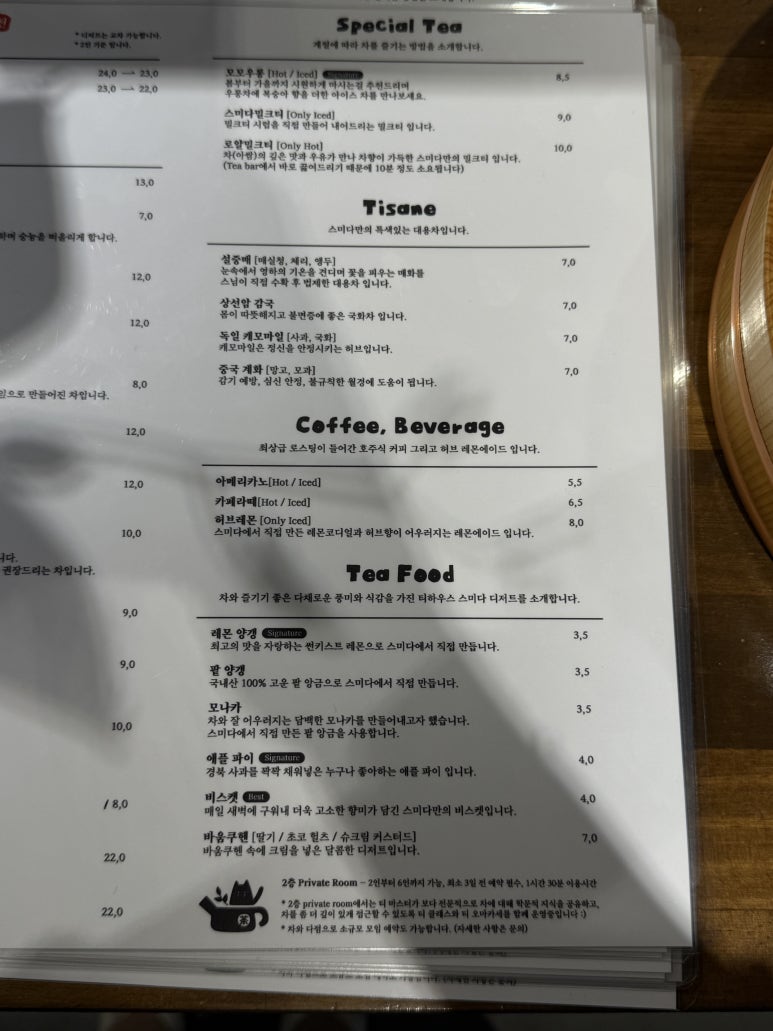 * 디저트는 교차 가능합니다.
* 2인 기준 입니다.
24,0 → 23,0
23,0 → 22,0
13,0
7,0
하며 숭늉을 떠올리게 합니다.
12,0
12,0
8,0
잎으로 만들어진 차입니다.
12,0
12,0
10,0
니다.
권장드리는 차입니다.
9,0
9,0
10,0
/ 8,0
22,0
22,0
Special Tea
계절에 따라 차를 즐기는 방법을 소개합니다.
모모우롱 [Hot / Iced] Signature 8,5
봄부터 가을까지 시원하게 마시는걸 추천드리며
우롱차에 복숭아 향을 더한 아이스 차를 만나보세요.
스미다밀크티 [Only Iced] 9,0
밀크티 시럽을 직접 만들어 내어드리는 밀크티 입니다.
로얄밀크티 [Only Hot] 10,0
차(아쌈)의 깊은 맛과 우유가 만나 차향이 가득한 스미다만의 밀크티 입니다.
(Tea bar에서 바로 끓여드리기 때문에 10분 정도 소요됩니다)
Tisane
스미다만의 특색있는 대용차입니다.
설중매 [매실청, 체리, 앵두] 7,0
눈속에서 영하의 기온을 견디며 꽃을 피우는 매화를
스님이 직접 수확 후 법제한 대용차 입니다.
상선암 감국 7,0
몸이 따뜻해지고 불면증에 좋은 국화차 입니다.
독일 캐모마일 [사과, 국화] 7,0
캐모마일은 정신을 안정시키는 허브입니다.
중국 계화 [망고, 모과] 7,0
감기 예방, 심신 안정, 불규칙한 월경에 도움이 됩니다.
Coffee, Beverage
최상급 로스팅이 들어간 호주식 커피 그리고 허브 레몬에이드 입니다.
아메리카노[Hot / Iced] 5,5
카페라떼[Hot / Iced] 6,5
허브레몬 [Only Iced] 8,0
스미다에서 직접 만든 레몬코디얼과 허브향이 어우러지는 레몬에이드 입니다.
Tea Food
차와 즐기기 좋은 다채로운 풍미와 식감을 가진 티하우스 스미다 디저트를 소개합니다.
레몬 양갱 Signature 3,5
최고의 맛을 자랑하는 썬키스트 레몬으로 스미다에서 직접 만듭니다.
팥 양갱 3,5
국내산 100% 고운 팥 앙금으로 스미다에서 직접 만듭니다.
모나카 3,5
차와 잘 어우러지는 담백한 모나카를 만들어내고자 했습니다.
스미다에서 직접 만든 팥 앙금을 사용합니다.
애플 파이 Signature 4,0
경북 사과를 꽉꽉 채워넣은 누구나 좋아하는 애플 파이 입니다.
비스켓 Best 4,0
매일 새벽에 구워내 더욱 고소한 향미가 담긴 스미다만의 비스켓입니다.
바움쿠헨 [딸기 / 초코 헐츠 / 슈크림 커스터드] 7,0
바움쿠헨 속에 크림을 넣은 달콤한 디저트입니다.
茶
2층 Private Room – 2인부터 6인까지 가능, 최소 3일 전 예약 필수, 1시간 30분 이용시간
* 2층 private room에서는 티 마스터가 보다 전문적으로 차에 대해 학문적 지식을 공유하고,
차를 좀 더 깊이 있게 접근할 수 있도록 티 클래스와 티 오마카세를 함께 운영중입니다 :)
* 차와 다점으로 소규모 모임 예약도 가능합니다. (자세한 사항은 문의)